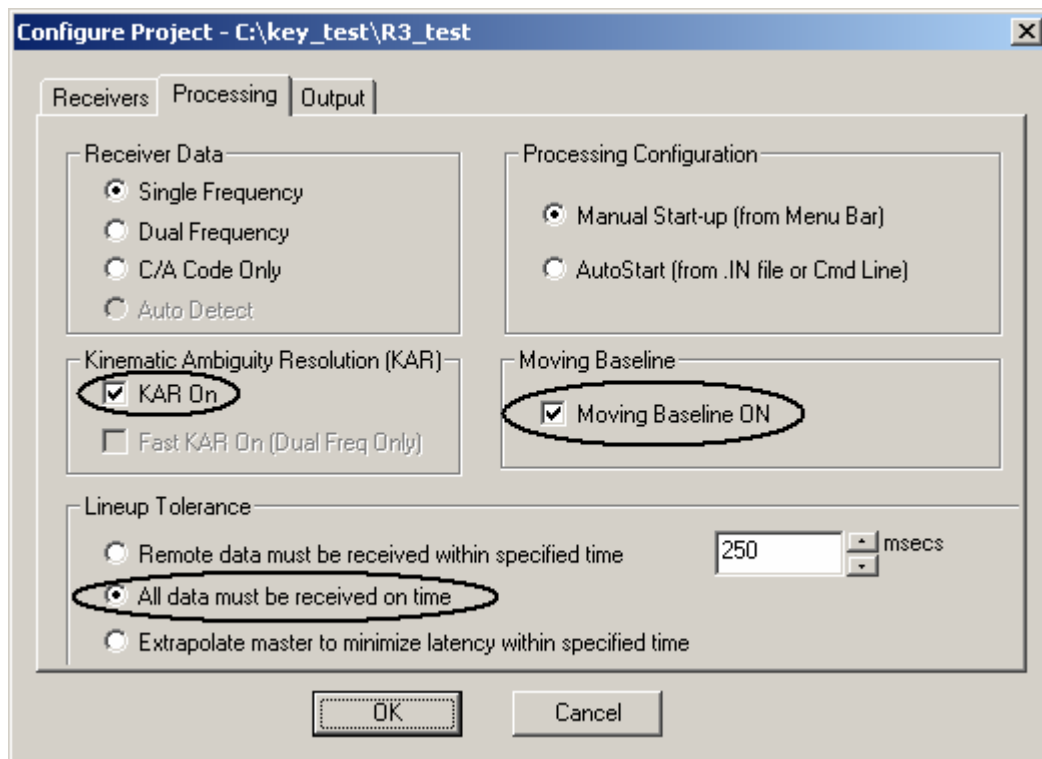 Configure Project - C:\key_test\R3_test
Receivers
Processing
Output
Receiver Data
Single Frequency
Dual Frequency
C/A Code Only
Auto Detect
Processing Configuration
Manual Start-up (from Menu Bar)
AutoStart (from .IN file or Cmd Line)
Kinematic Ambiguity Resolution (KAR)
KAR On
Fast KAR On (Dual Freq Only)
Moving Baseline
Moving Baseline ON
Lineup Tolerance
Remote data must be received within specified time
250 msecs
All data must be received on time
Extrapolate master to minimize latency within specified time
OK
Cancel